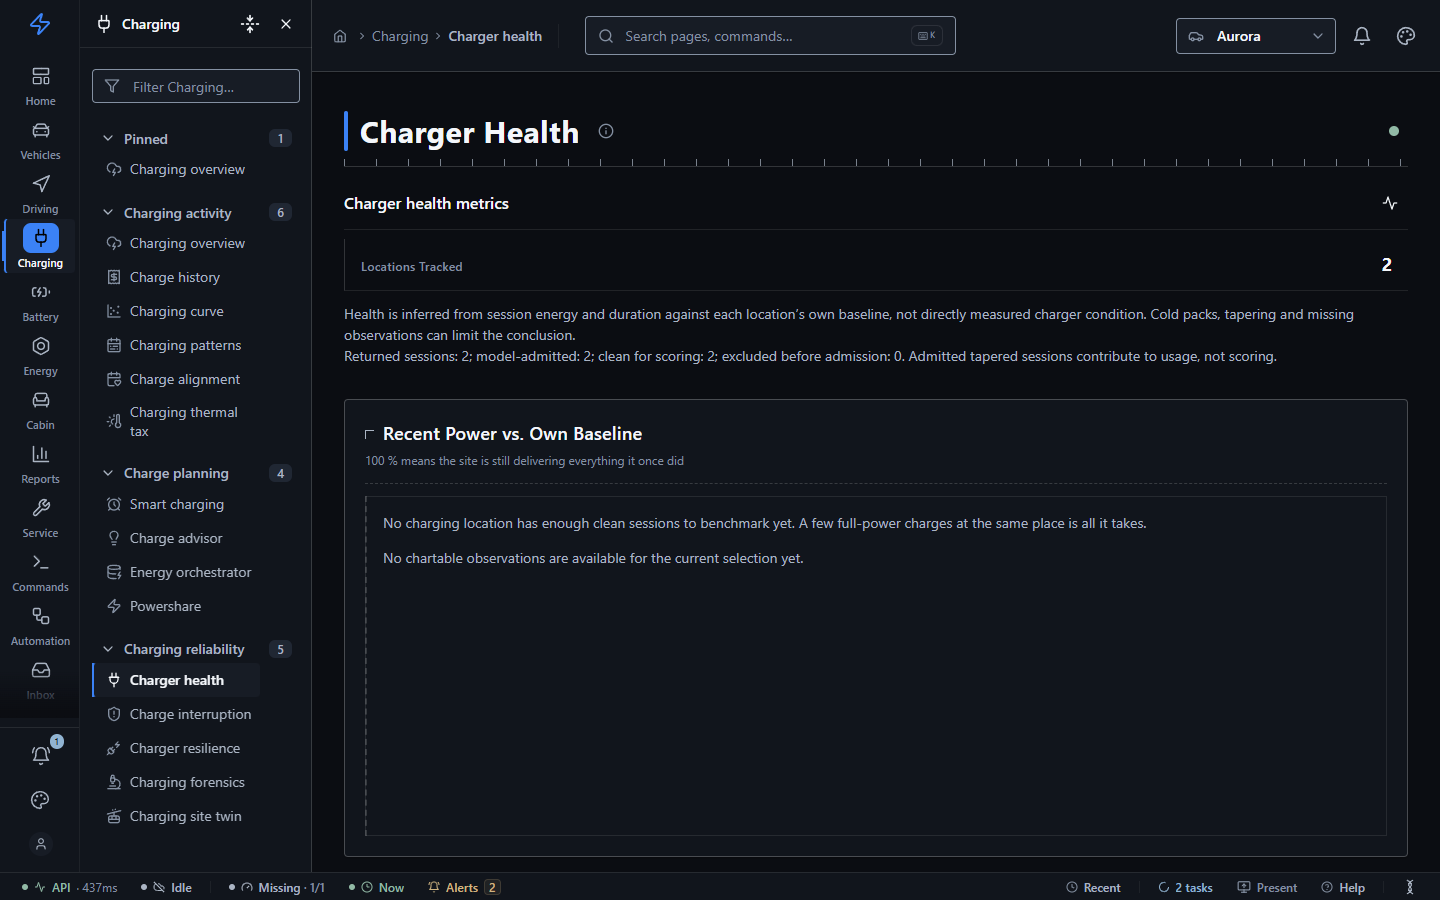 Charging
Charging
Charger health
Search pages, commands...
K
Aurora
Home
Vehicles
Driving
Charging
Battery
Energy
Cabin
Reports
Service
Commands
Automation
Inbox
1
Filter Charging...
Pinned 1
Charging overview
Charging activity 6
Charging overview
Charge history
Charging curve
Charging patterns
Charge alignment
Charging thermal
tax
Charge planning 4
Smart charging
Charge advisor
Energy orchestrator
Powershare
Charging reliability 5
Charger health
Charge interruption
Charger resilience
Charging forensics
Charging site twin
Charger Health
Charger health metrics
Locations Tracked 2
Health is inferred from session energy and duration against each location's own baseline, not directly measured charger condition. Cold packs, tapering and missing
observations can limit the conclusion.
Returned sessions: 2; model-admitted: 2; clean for scoring: 2; excluded before admission: 0. Admitted tapered sessions contribute to usage, not scoring.
Recent Power vs. Own Baseline
100 % means the site is still delivering everything it once did
No charging location has enough clean sessions to benchmark yet. A few full-power charges at the same place is all it takes.
No chartable observations are available for the current selection yet.
API · 437ms
Idle
Missing · 1/1
Now
Alerts 2
Recent
2 tasks
Present
Help